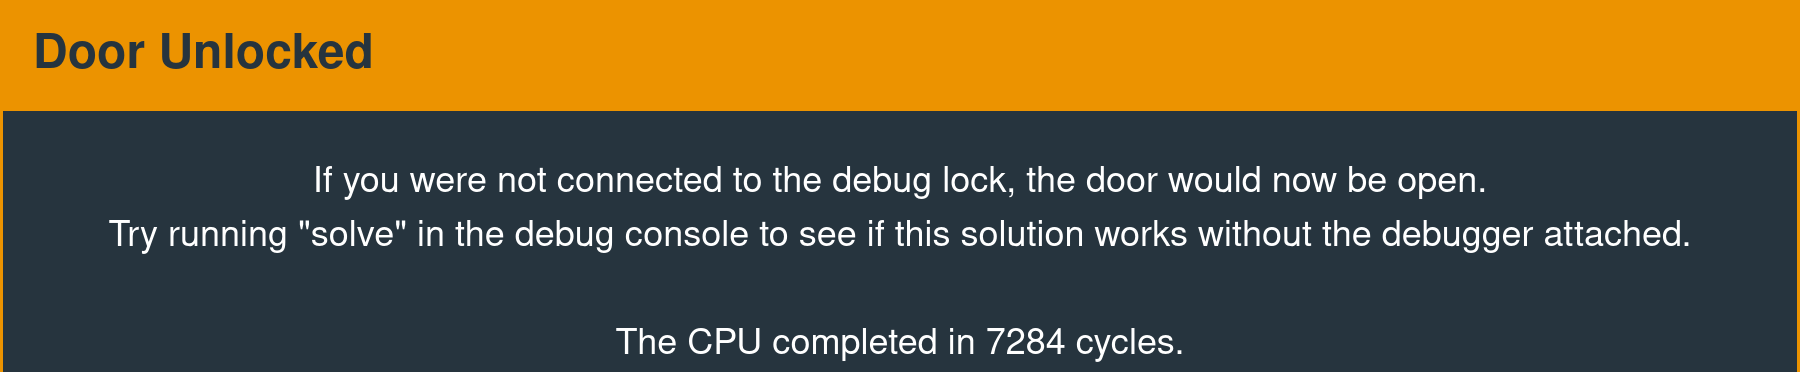 Door Unlocked
If you were not connected to the debug lock, the door would now be open.
Try running "solve" in the debug console to see if this solution works without the debugger attached.
The CPU completed in 7284 cycles.